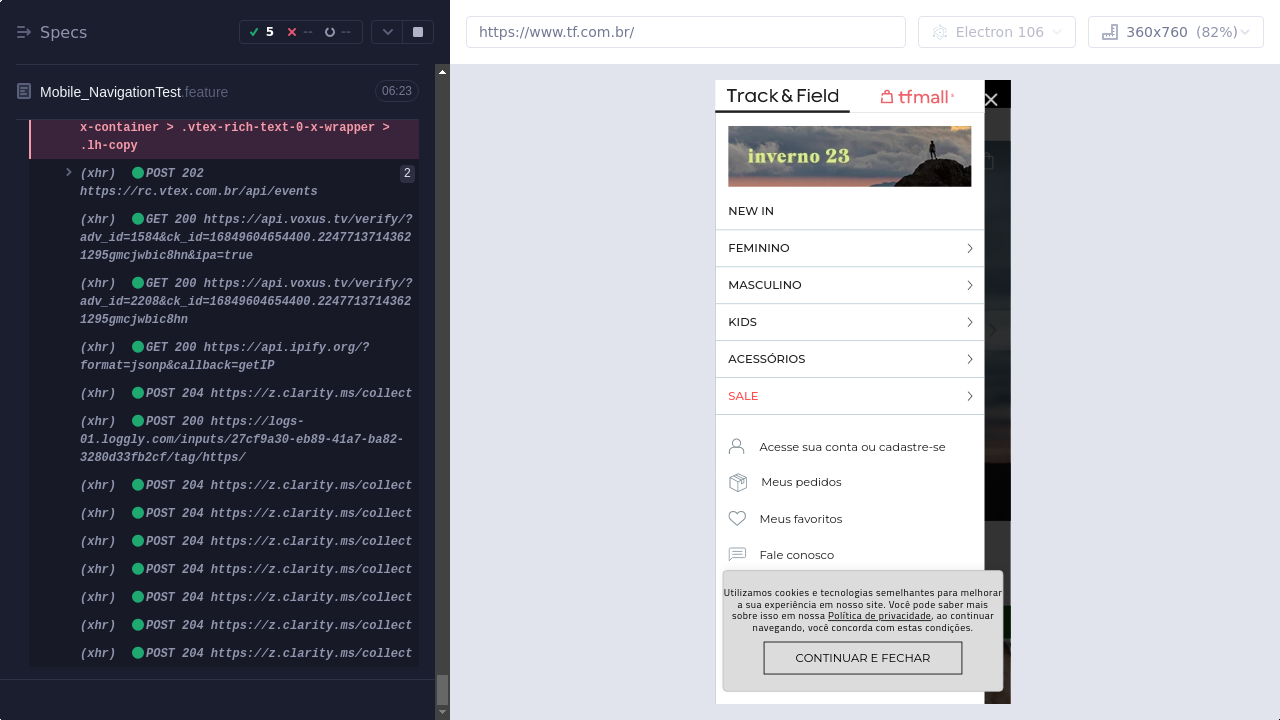 Specs
5
--
--
https://www.tf.com.br/
Electron 106
360x760 (82%)
Mobile_NavigationTest.feature
06:23
x-container > .vtex-rich-text-0-x-wrapper >
.lh-copy
(xhr) POST 202
2
https://rc.vtex.com.br/api/events
(xhr) GET 200 https://api.voxus.tv/verify/?
adv_id=1584&ck_id=16849604654400.2247713714362
1295gmcjwbic8hn&ipa=true
(xhr) GET 200 https://api.voxus.tv/verify/?
adv_id=2208&ck_id=16849604654400.2247713714362
1295gmcjwbic8hn
(xhr) GET 200 https://api.ipify.org/?
format=jsonp&callback=getIP
(xhr) POST 204 https://z.clarity.ms/collect
(xhr) POST 200 https://logs-
01.loggly.com/inputs/27cf9a30-eb89-41a7-ba82-
3280d33fb2cf/tag/https/
(xhr) POST 204 https://z.clarity.ms/collect
(xhr) POST 204 https://z.clarity.ms/collect
(xhr) POST 204 https://z.clarity.ms/collect
(xhr) POST 204 https://z.clarity.ms/collect
(xhr) POST 204 https://z.clarity.ms/collect
(xhr) POST 204 https://z.clarity.ms/collect
(xhr) POST 204 https://z.clarity.ms/collect
Track & Field
tfmall
inverno 23
NEW IN
FEMININO
MASCULINO
KIDS
ACESSÓRIOS
SALE
Acesse sua conta ou cadastre-se
Meus pedidos
Meus favoritos
Fale conosco
Utilizamos cookies e tecnologias semelhantes para melhorar
a sua experiência em nosso site. Você pode saber mais
sobre isso em nossa Política de privacidade, ao continuar
navegando, você concorda com estas condições.
CONTINUAR E FECHAR